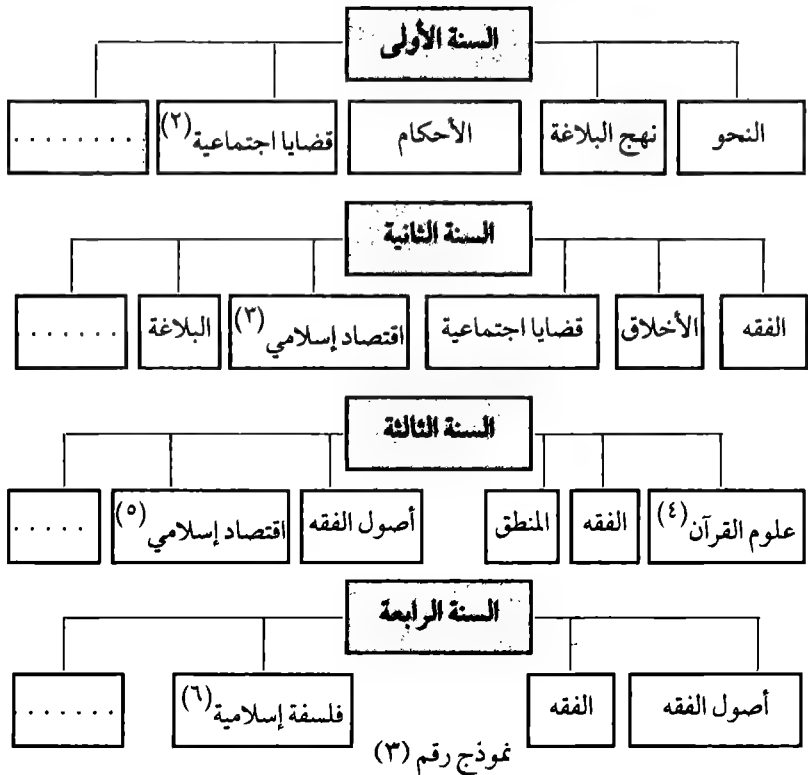 السنة الأولى
النحو نهج البلاغة الأحكام قضايا اجتماعية (٢) ........
السنة الثانية
الفقه الأخلاق قضايا اجتماعية اقتصاد إسلامي (٣) البلاغة ......
السنة الثالثة
علوم القرآن (٤) الفقه المنطق أصول الفقه اقتصاد إسلامي (٥) .....
السنة الرابعة
أصول الفقه الفقه فلسفة إسلامية (٦) ......
نموذج رقم (٣)